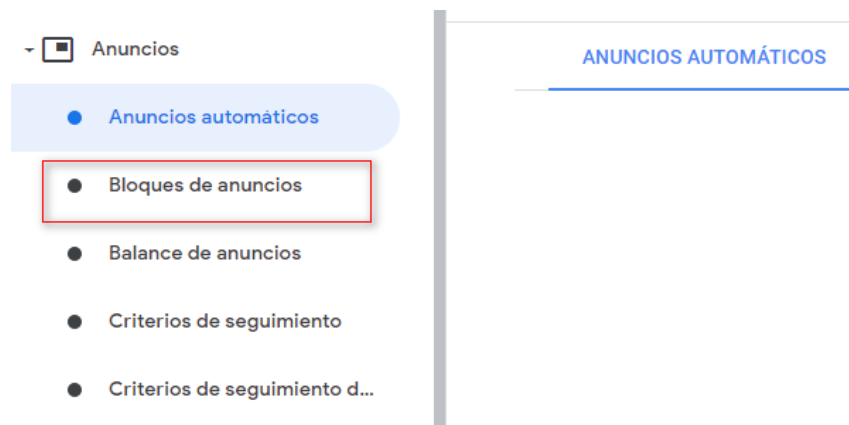 Anuncios
Anuncios automáticos
Bloques de anuncios
Balance de anuncios
Criterios de seguimiento
Criterios de seguimiento d...
ANUNCIOS AUTOMÁTICOS